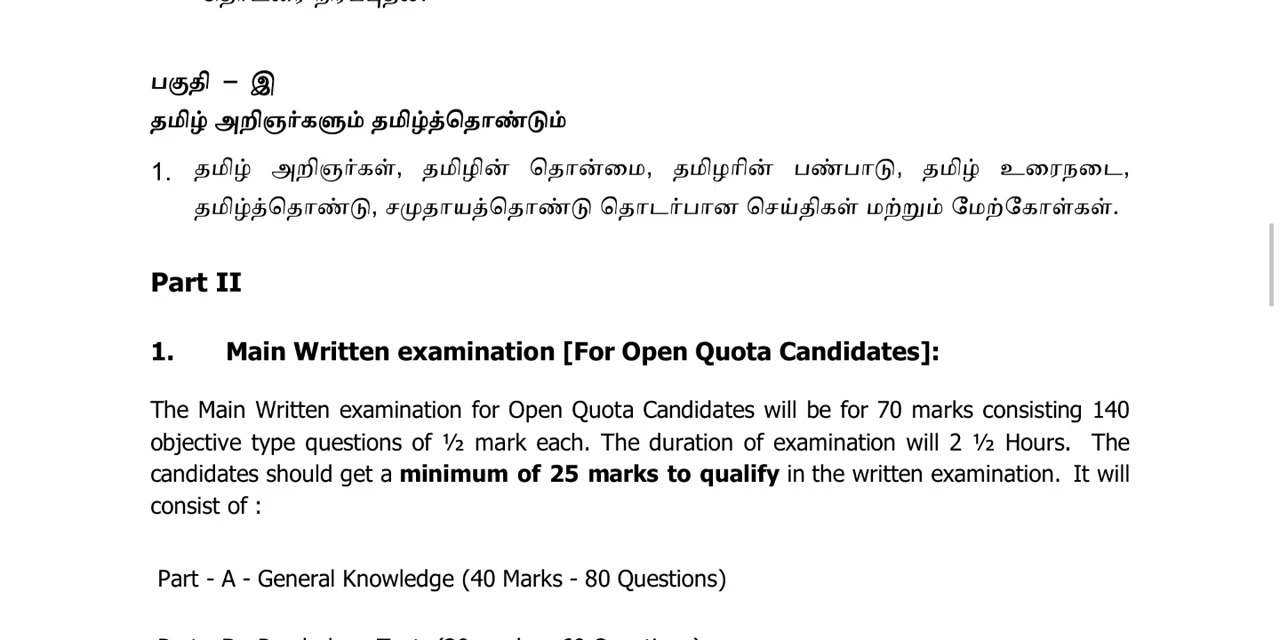 பகுதி – இ
தமிழ் அறிஞர்களும் தமிழ்த்தொண்டும்
1. தமிழ் அறிஞர்கள், தமிழின் தொன்மை, தமிழரின் பண்பாடு, தமிழ் உரைநடை,
தமிழ்த்தொண்டு, சமுதாயத்தொண்டு தொடர்பான செய்திகள் மற்றும் மேற்கோள்கள்.
Part II
1. Main Written examination [For Open Quota Candidates]:
The Main Written examination for Open Quota Candidates will be for 70 marks consisting 140
objective type questions of ½ mark each. The duration of examination will 2 ½ Hours. The
candidates should get a minimum of 25 marks to qualify in the written examination. It will
consist of :
Part - A - General Knowledge (40 Marks - 80 Questions)